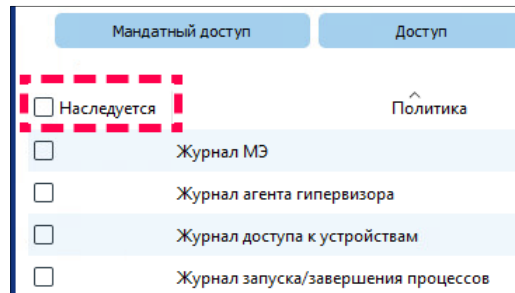 Мандатный доступ Доступ
Наследуется Политика
Журнал МЭ
Журнал агента гипервизора
Журнал доступа к устройствам
Журнал запуска/завершения процессов